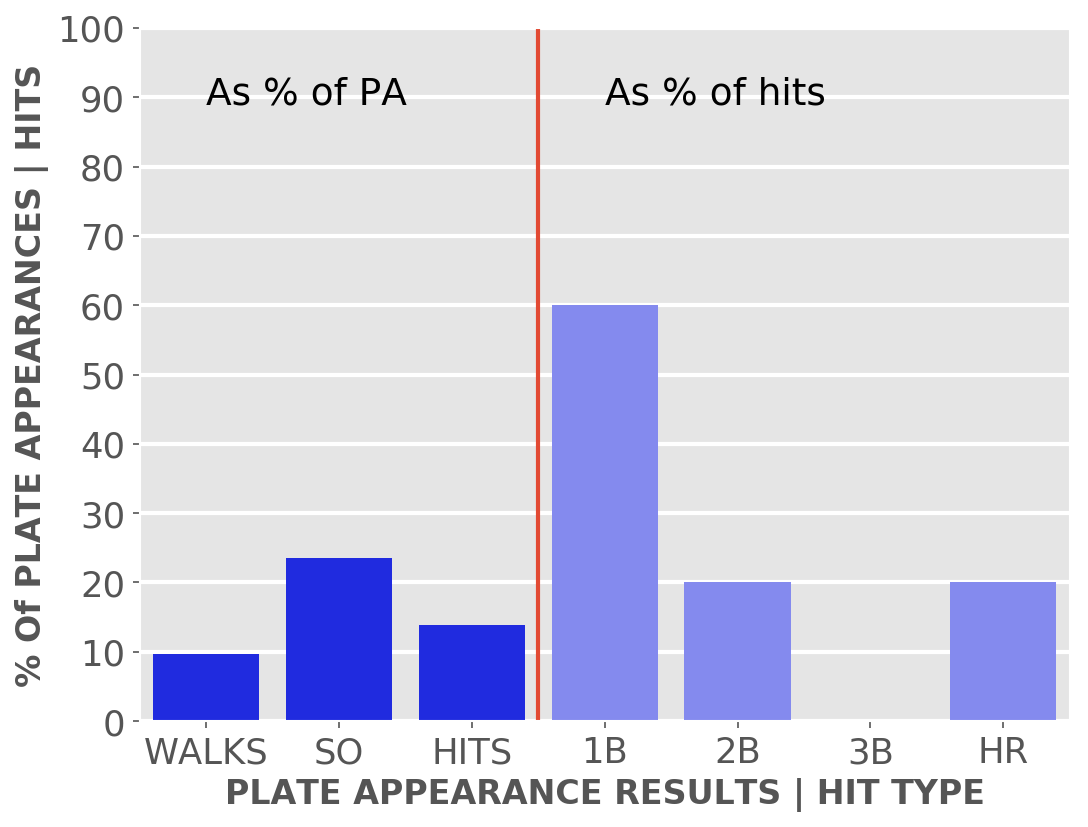 100
90
80
70
60
50
40
30
20
10
0
% Of PLATE APPEARANCES | HITS
As % of PA
As % of hits
WALKS SO HITS 1B 2B 3B HR
PLATE APPEARANCE RESULTS | HIT TYPE